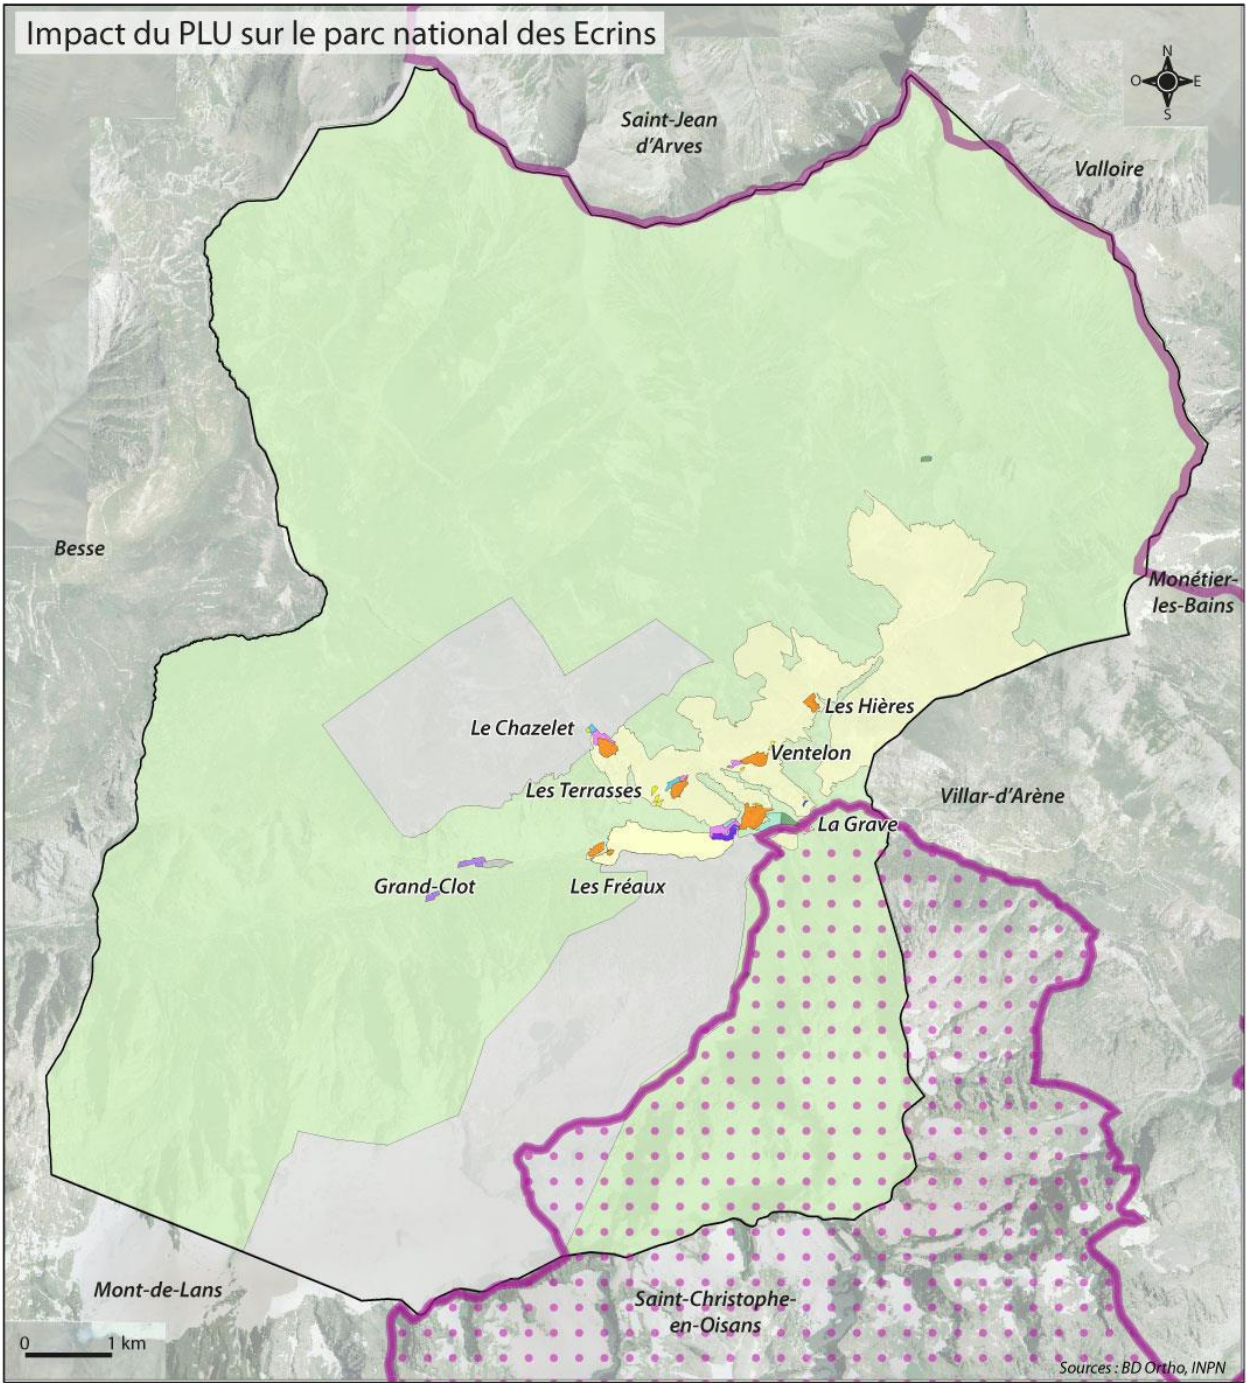 Impact du PLU sur le parc national des Ecrins
N
O
E
S
Saint-Jean
d'Arves
Valloire
Besse
Monétier-
les-Bains
Les Hières
Le Chazelet
Ventelon
Les Terrasses
Villar-d'Arène
La Grave
Grand-Clot
Les Fréaux
Mont-de-Lans
Saint-Christophe-
en-Oisans
0
1 km
Sources : BD Ortho, INPN